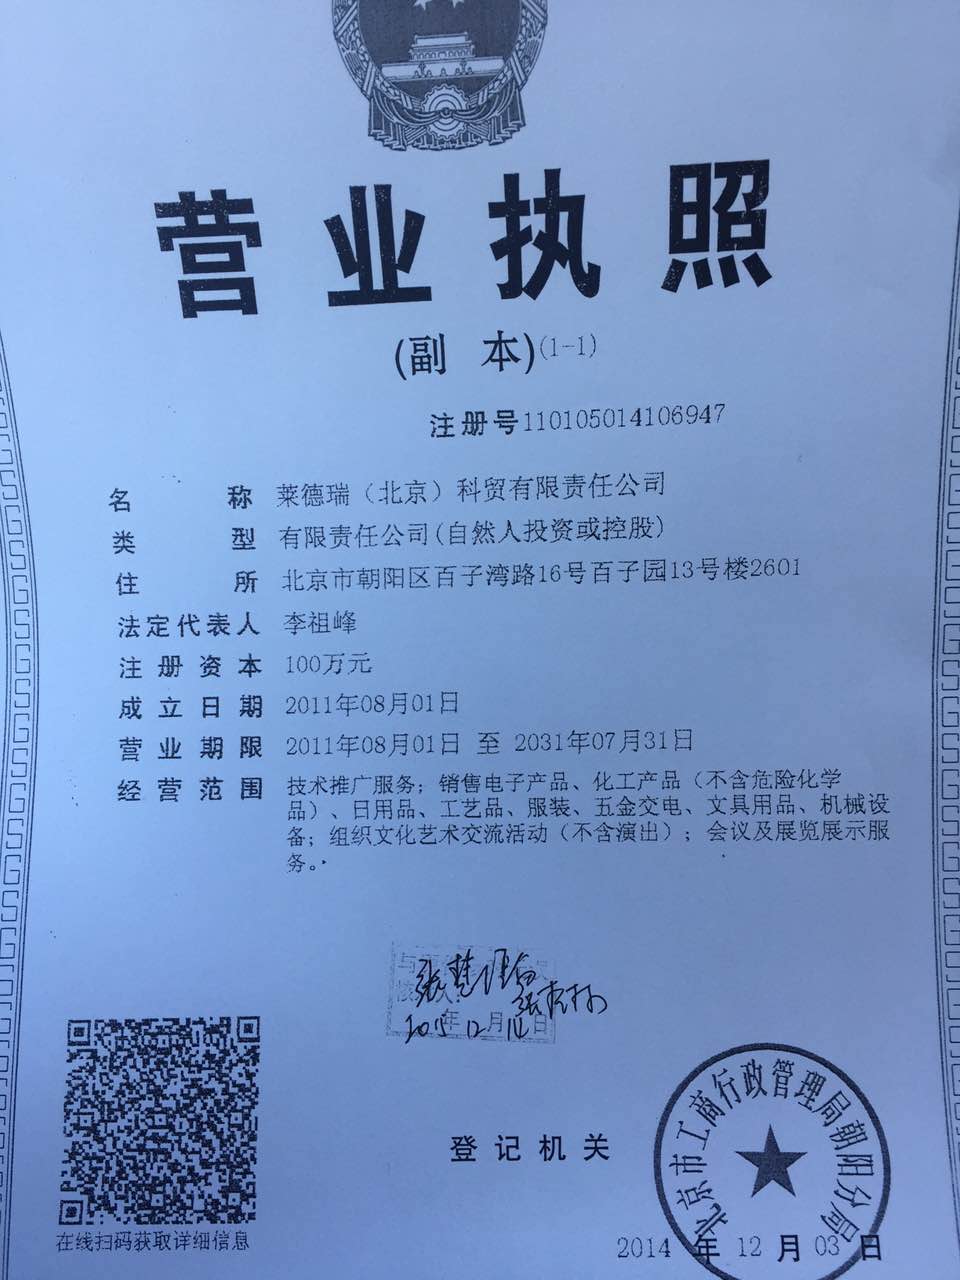 营业执照
(副 本)(1-1)
注册号110105014106947
名 称 莱德瑞（北京）科贸有限责任公司
类 型 有限责任公司(自然人投资或控股)
住 所 北京市朝阳区百子湾路16号百子园13号楼2601
法定代表人 李祖峰
注册资本 100万元
成立日期 2011年08月01日
营业期限 2011年08月01日 至 2031年07月31日
经营范围 技术推广服务；销售电子产品、化工产品（不含危险化学
品）、日用品、工艺品、服装、五金交电、文具用品、机械设
备；组织文化艺术交流活动（不含演出）；会议及展览展示服
务。
2015年12月 日
登记机关
北京市工商行政管理局朝阳分局
2014 年 12 月 03 日
在线扫码获取详细信息